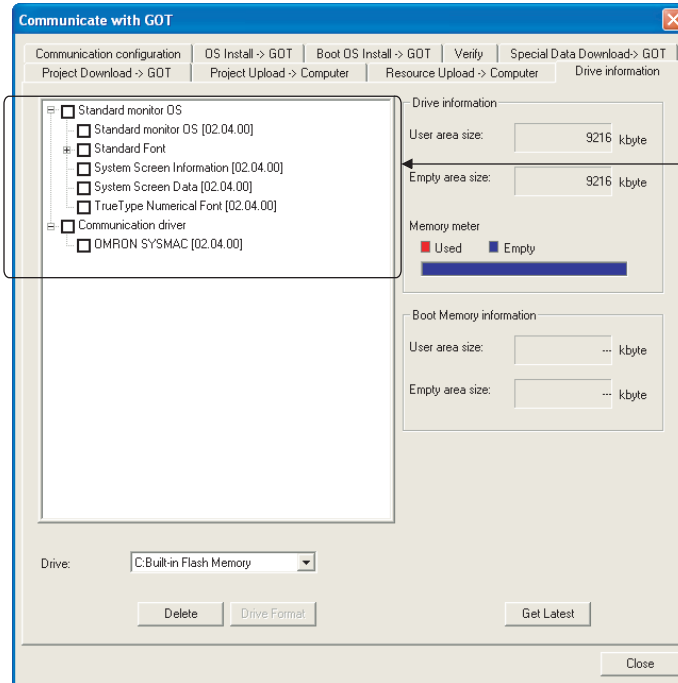 Communicate with GOT
Communication configuration OS Install -> GOT Boot OS Install -> GOT Verify Special Data Download-> GOT
Project Download -> GOT Project Upload -> Computer Resource Upload -> Computer Drive information
Standard monitor OS
Standard monitor OS [02.04.00]
Standard Font
System Screen Information [02.04.00]
System Screen Data [02.04.00]
TrueType Numerical Font [02.04.00]
Communication driver
OMRON SYSMAC [02.04.00]
Drive information
User area size: 9216 kbyte
Empty area size: 9216 kbyte
Memory meter
Used Empty
Boot Memory information
User area size: --- kbyte
Empty area size: --- kbyte
Drive: C:Built-in Flash Memory
Delete Drive Format Get Latest
Close